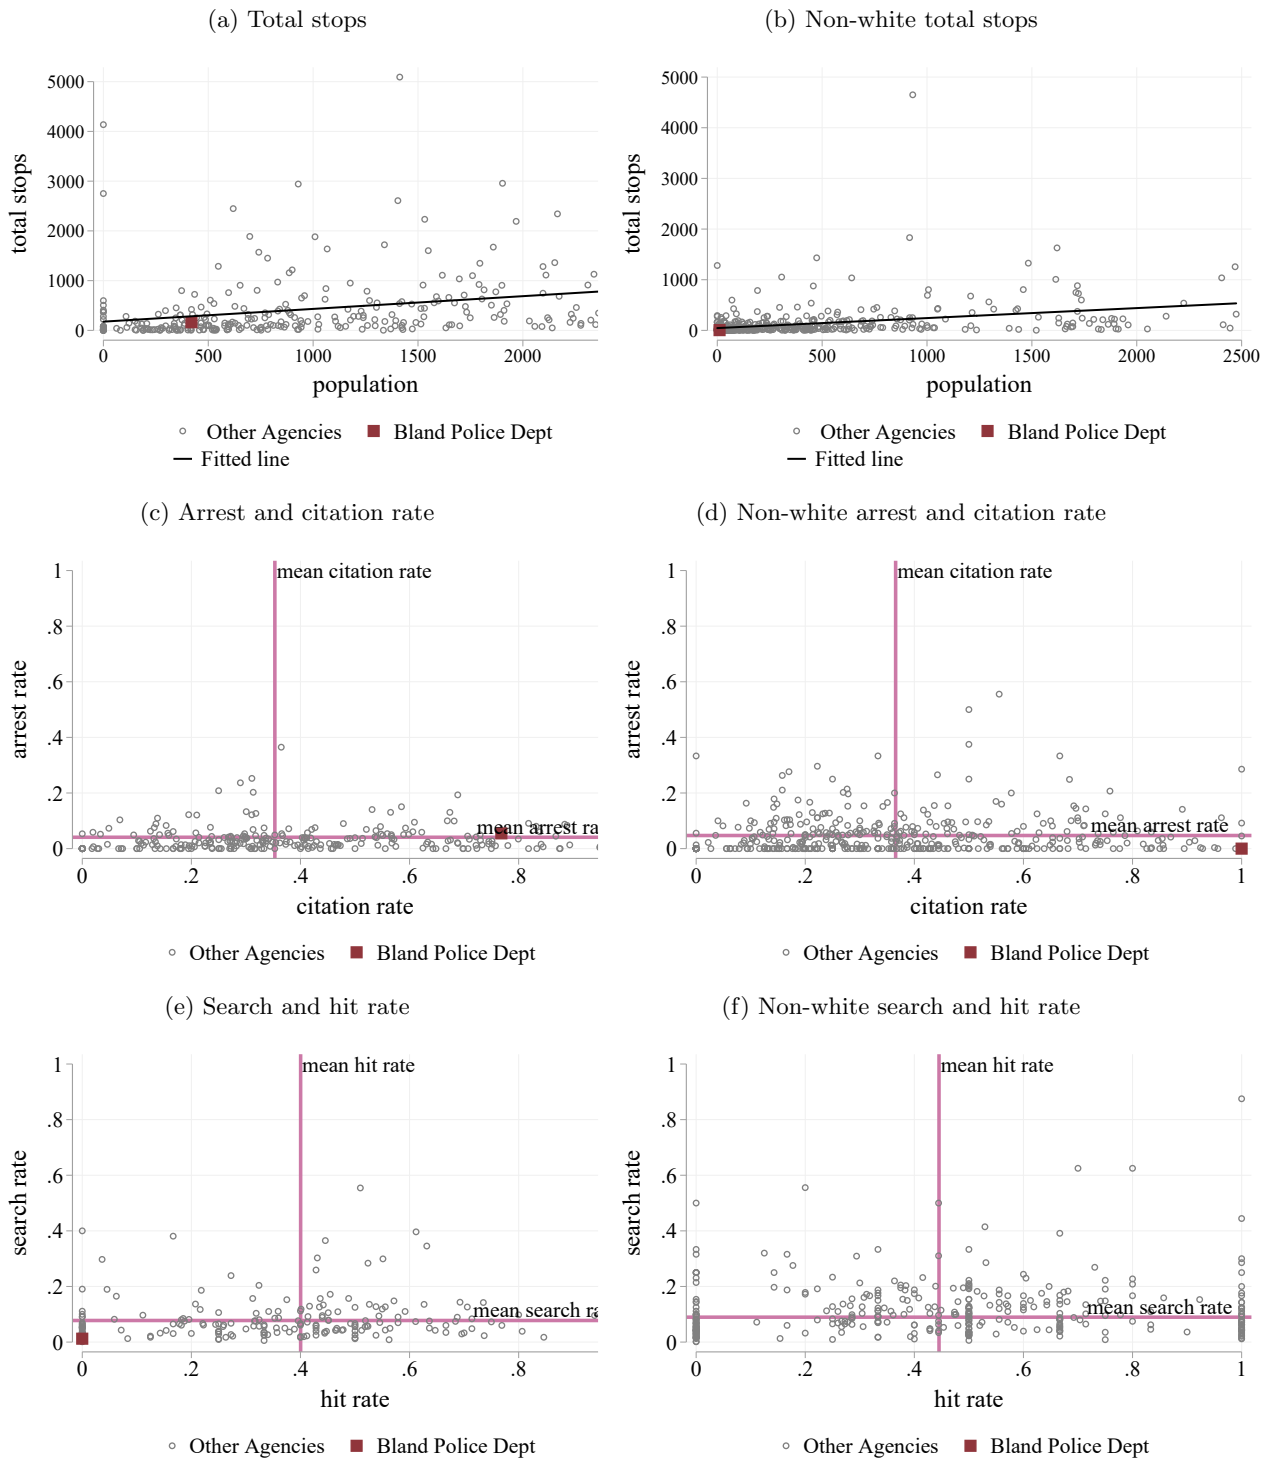 (a) Total stops
5000
4000
3000
2000
1000
0
total stops
0 500 1000 1500 2000
population
Other Agencies Bland Police Dept
Fitted line
(b) Non-white total stops
5000
4000
3000
2000
1000
0
total stops
0 500 1000 1500 2000 2500
population
Other Agencies Bland Police Dept
Fitted line
(c) Arrest and citation rate
1
.8
.6
.4
.2
0
arrest rate
mean citation rate
mean arrest ra
0 .2 .4 .6 .8
citation rate
Other Agencies Bland Police Dept
(d) Non-white arrest and citation rate
1
.8
.6
.4
.2
0
arrest rate
mean citation rate
mean arrest rate
0 .2 .4 .6 .8 1
citation rate
Other Agencies Bland Police Dept
(e) Search and hit rate
1
.8
.6
.4
.2
0
search rate
mean hit rate
mean search ra
0 .2 .4 .6 .8
hit rate
Other Agencies Bland Police Dept
(f) Non-white search and hit rate
1
.8
.6
.4
.2
0
search rate
mean hit rate
mean search rate
0 .2 .4 .6 .8 1
hit rate
Other Agencies Bland Police Dept